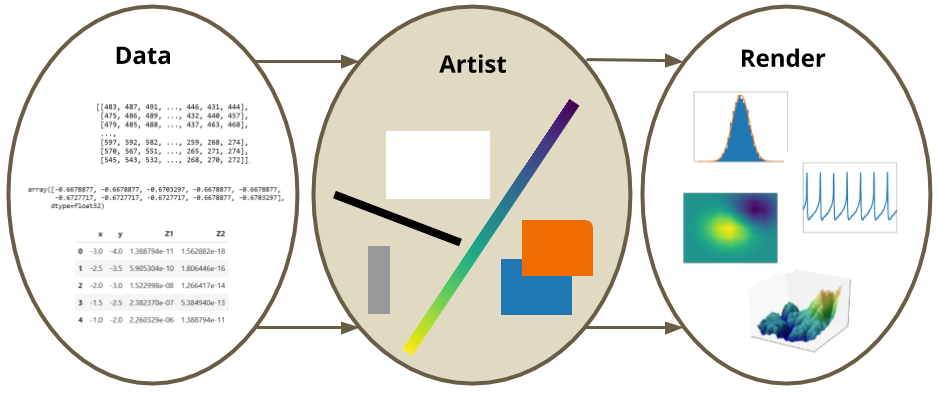 Data
[[483, 487, 491, ..., 446, 431, 444],
[475, 486, 489, ..., 432, 440, 457],
[479, 485, 488, ..., 437, 463, 468],
...,
[597, 592, 582, ..., 259, 268, 274],
[570, 567, 551, ..., 265, 271, 274],
[545, 543, 532, ..., 268, 270, 272]]
array([-0.6678877, -0.6678877, -0.6703297, -0.6678877, -0.6678877,
-0.6727717, -0.6727717, -0.6727717, -0.6678877, -0.6703297],
dtype=float32)
x y Z1 Z2
0 -3.0 -4.0 1.388794e-11 1.562882e-18
1 -2.5 -3.5 5.905304e-10 1.806446e-16
2 -2.0 -3.0 1.522998e-08 1.266417e-14
3 -1.5 -2.5 2.382370e-07 5.384940e-13
4 -1.0 -2.0 2.260329e-06 1.388794e-11
Artist
Render